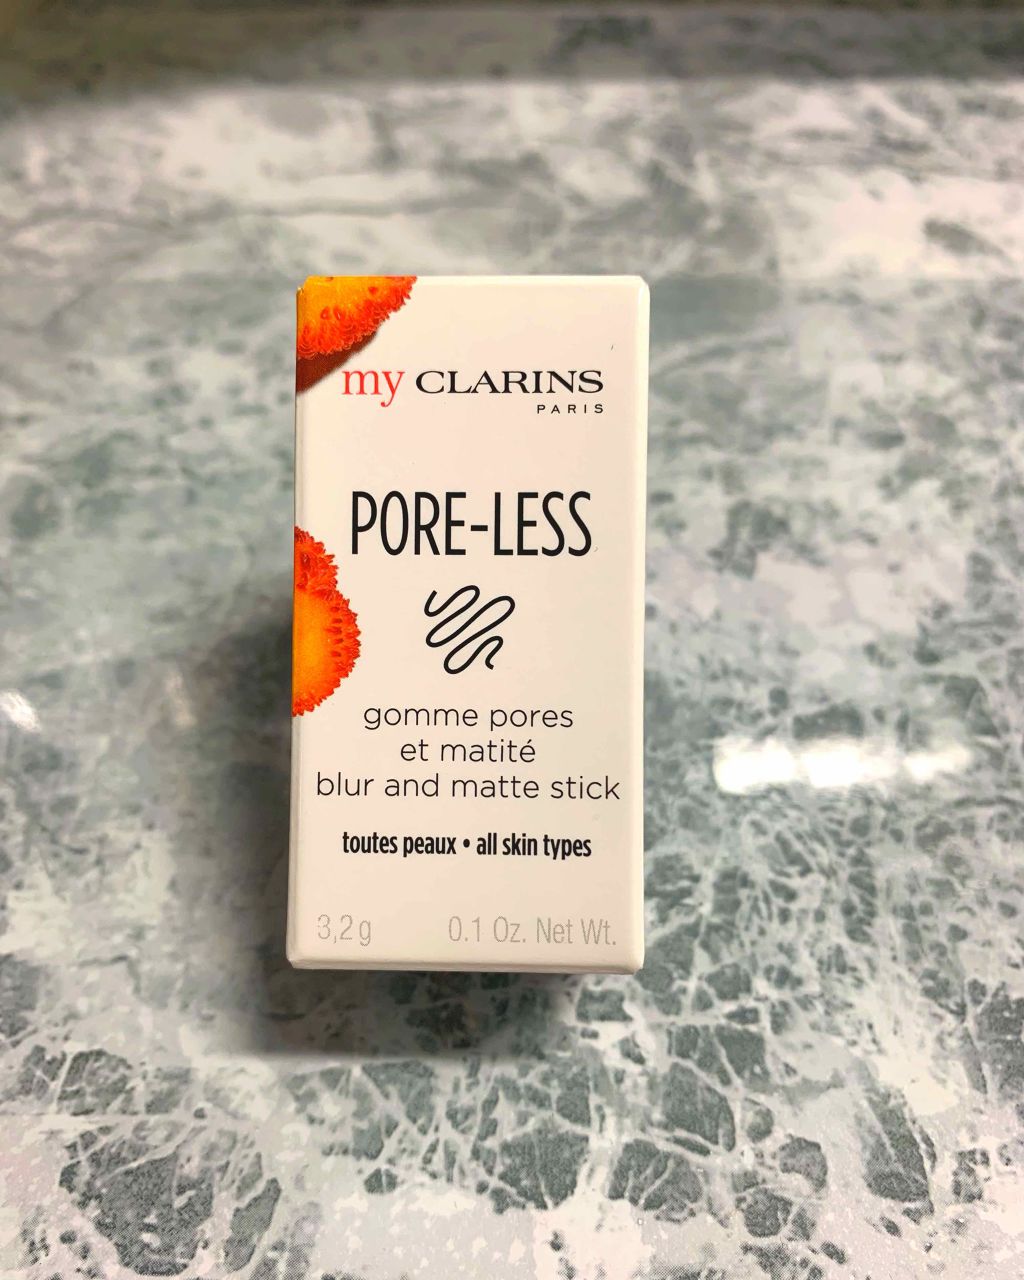 my CLARINS
PARIS
PORE-LESS
gomme pores
et matité
blur and matte stick
toutes peaux • all skin types
3,2 g 0.1 Oz. Net Wt.